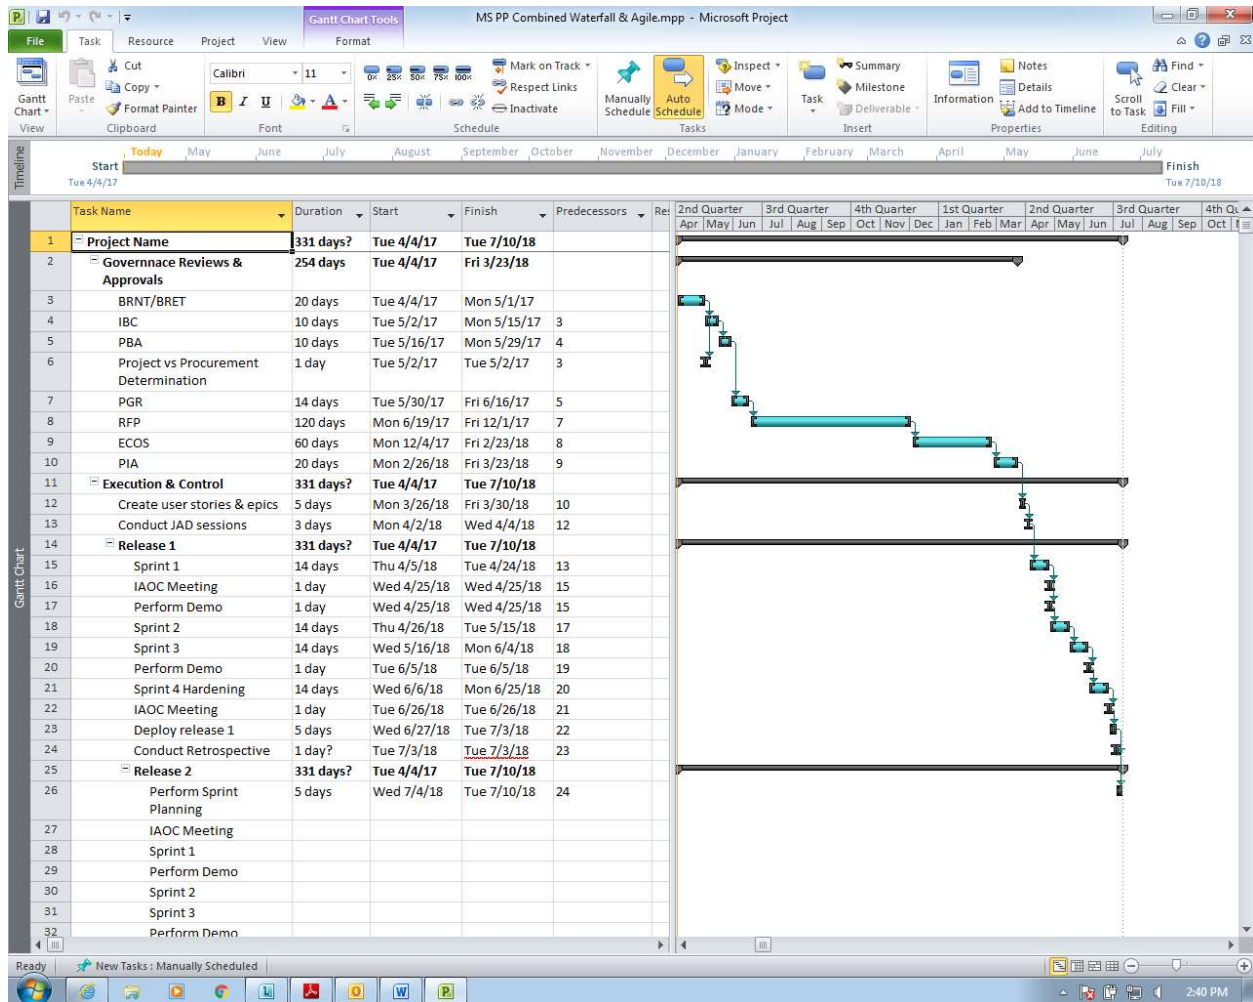 MS PP Combined Waterfall & Agile.mpp - Microsoft Project
Gantt Chart Tools
File Task Resource Project View Format
Gantt Chart
View
Paste
Cut
Copy
Format Painter
Clipboard
Calibri 11
B I U A
Font
0% 25% 50% 75% 100%
Mark on Track
Respect Links
Inactivate
Schedule
Manually Schedule
Auto Schedule
Inspect
Move
Mode
Tasks
Task
Summary
Milestone
Deliverable
Insert
Information
Notes
Details
Add to Timeline
Properties
Scroll to Task
Find
Clear
Fill
Editing
Timeline
Today May June July August September October November December January February March April May June July
Start
Tue 4/4/17
Finish
Tue 7/10/18
Task Name Duration Start Finish Predecessors Re
2nd Quarter 3rd Quarter 4th Quarter 1st Quarter 2nd Quarter 3rd Quarter 4th Q
Apr May Jun Jul Aug Sep Oct Nov Dec Jan Feb Mar Apr May Jun Jul Aug Sep Oct
1 Project Name 331 days? Tue 4/4/17 Tue 7/10/18
2 Governnace Reviews & 254 days Tue 4/4/17 Fri 3/23/18
Approvals
3 BRNT/BRET 20 days Tue 4/4/17 Mon 5/1/17
4 IBC 10 days Tue 5/2/17 Mon 5/15/17 3
5 PBA 10 days Tue 5/16/17 Mon 5/29/17 4
6 Project vs Procurement 1 day Tue 5/2/17 Tue 5/2/17 3
Determination
7 PGR 14 days Tue 5/30/17 Fri 6/16/17 5
8 RFP 120 days Mon 6/19/17 Fri 12/1/17 7
9 ECOS 60 days Mon 12/4/17 Fri 2/23/18 8
10 PIA 20 days Mon 2/26/18 Fri 3/23/18 9
11 Execution & Control 331 days? Tue 4/4/17 Tue 7/10/18
12 Create user stories & epics 5 days Mon 3/26/18 Fri 3/30/18 10
13 Conduct JAD sessions 3 days Mon 4/2/18 Wed 4/4/18 12
14 Release 1 331 days? Tue 4/4/17 Tue 7/10/18
15 Sprint 1 14 days Thu 4/5/18 Tue 4/24/18 13
16 IAOC Meeting 1 day Wed 4/25/18 Wed 4/25/18 15
17 Perform Demo 1 day Wed 4/25/18 Wed 4/25/18 15
18 Sprint 2 14 days Thu 4/26/18 Tue 5/15/18 17
19 Sprint 3 14 days Wed 5/16/18 Mon 6/4/18 18
20 Perform Demo 1 day Tue 6/5/18 Tue 6/5/18 19
21 Sprint 4 Hardening 14 days Wed 6/6/18 Mon 6/25/18 20
22 IAOC Meeting 1 day Tue 6/26/18 Tue 6/26/18 21
23 Deploy release 1 5 days Wed 6/27/18 Tue 7/3/18 22
24 Conduct Retrospective 1 day? Tue 7/3/18 Tue 7/3/18 23
25 Release 2 331 days? Tue 4/4/17 Tue 7/10/18
26 Perform Sprint 5 days Wed 7/4/18 Tue 7/10/18 24
Planning
27 IAOC Meeting
28 Sprint 1
29 Perform Demo
30 Sprint 2
31 Sprint 3
32 Perform Demo
Gantt Chart
Ready New Tasks : Manually Scheduled
2:40 PM